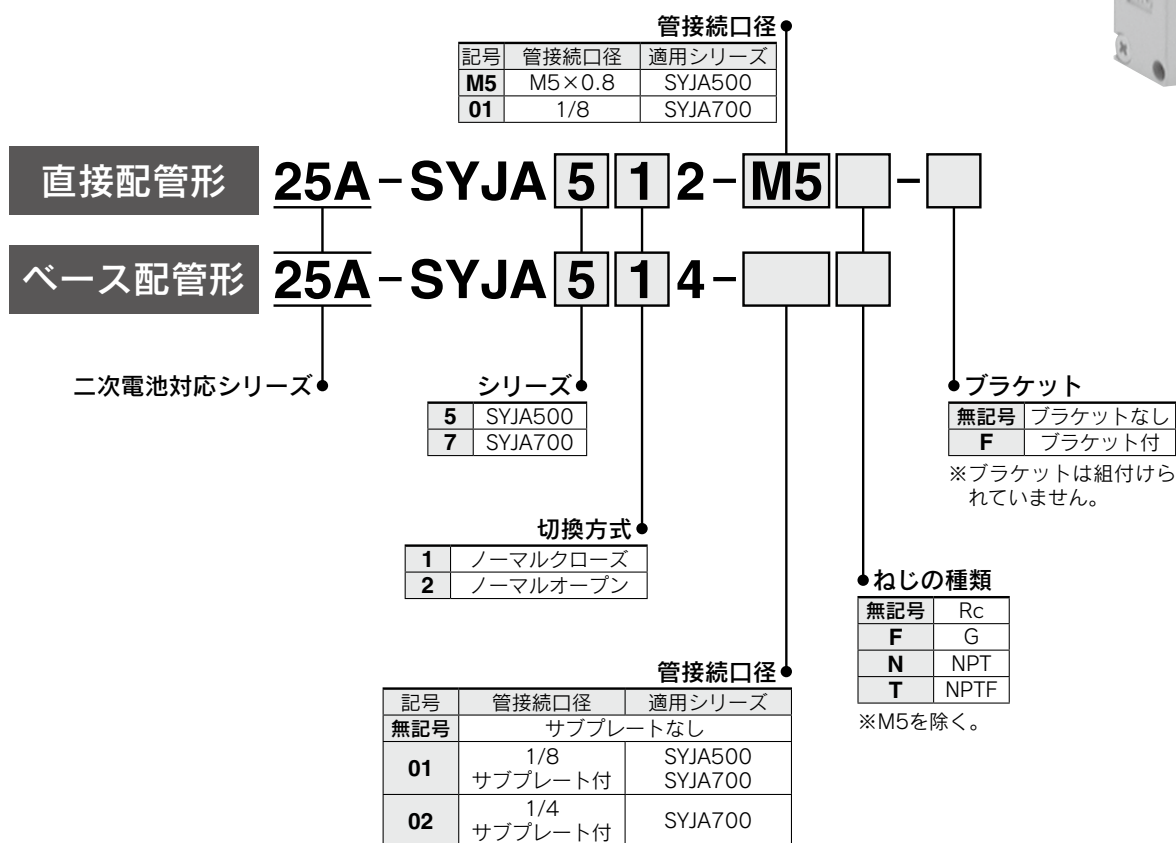 管接続口径
記号 管接続口径 適用シリーズ
M5 M5×0.8 SYJA500
01 1/8 SYJA700
直接配管形 25A-SYJA 5 1 2-M5 -
ベース配管形 25A-SYJA 5 1 4-
二次電池対応シリーズ
シリーズ
5 SYJA500
7 SYJA700
ブラケット
無記号 ブラケットなし
F ブラケット付
※ブラケットは組付けら
れていません。
切換方式
1 ノーマルクローズ
2 ノーマルオープン
ねじの種類
無記号 Rc
F G
N NPT
T NPTF
※M5を除く。
管接続口径
記号 管接続口径 適用シリーズ
無記号 サブプレートなし
01 1/8 SYJA500
サブプレート付 SYJA700
02 1/4 SYJA700
サブプレート付